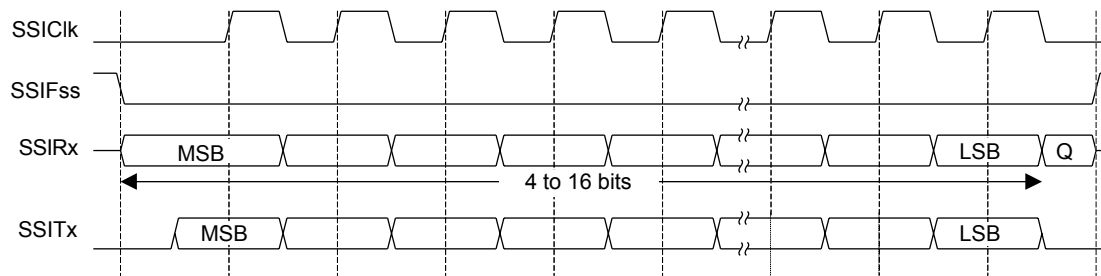 SSIClk
SSIFss
SSIRx MSB LSB Q
4 to 16 bits
SSITx MSB LSB